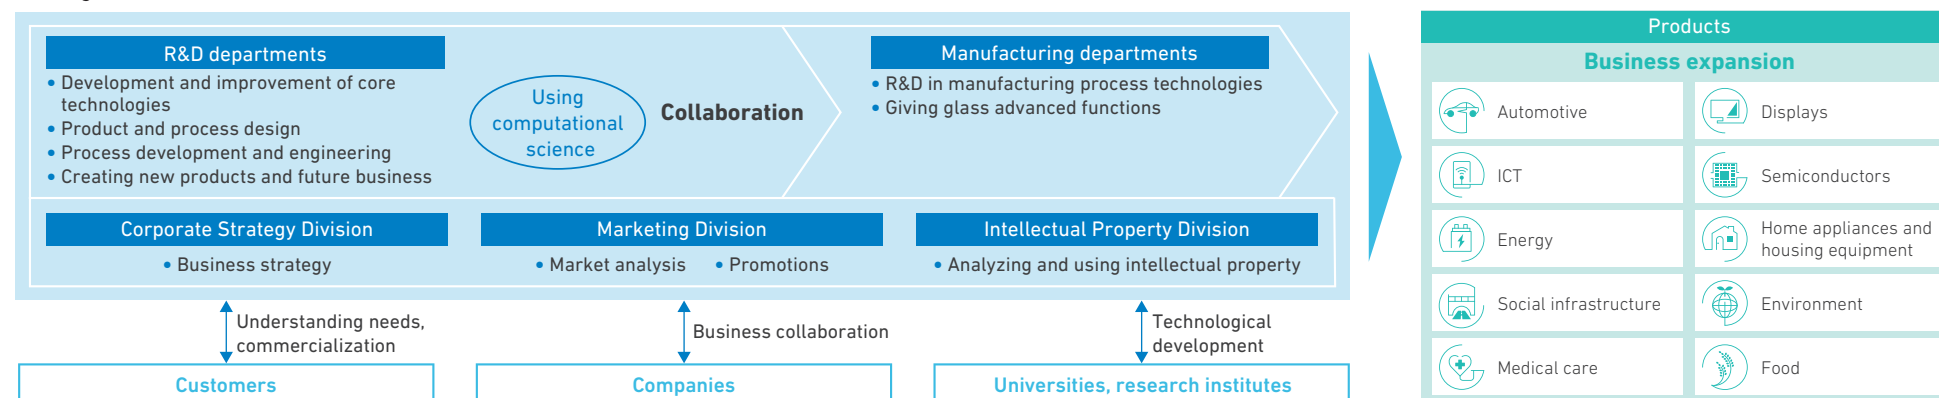 R&D departments
• Development and improvement of core
technologies
• Product and process design
• Process development and engineering
• Creating new products and future business
Using
computational
science
Collaboration
Manufacturing departments
• R&D in manufacturing process technologies
• Giving glass advanced functions
Corporate Strategy Division
• Business strategy
Marketing Division
• Market analysis • Promotions
Intellectual Property Division
• Analyzing and using intellectual property
Understanding needs,
commercialization
Business collaboration
Technological
development
Customers
Companies
Universities, research institutes
Products
Business expansion
Automotive
Displays
ICT
Semiconductors
Energy
Home appliances and
housing equipment
Social infrastructure
Environment
Medical care
Food